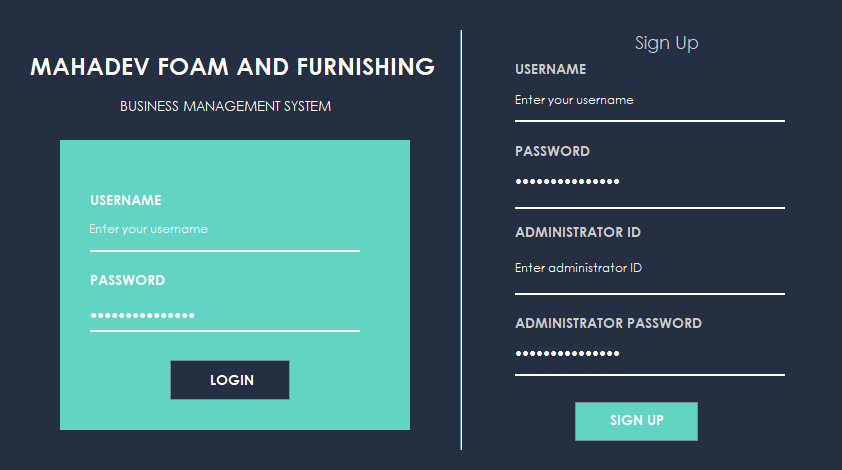 MAHADEV FOAM AND FURNISHING
BUSINESS MANAGEMENT SYSTEM
USERNAME
Enter your username
PASSWORD
•••••••••••••••
LOGIN
Sign Up
USERNAME
Enter your username
PASSWORD
•••••••••••••••
ADMINISTRATOR ID
Enter administrator ID
ADMINISTRATOR PASSWORD
•••••••••••••••
SIGN UP